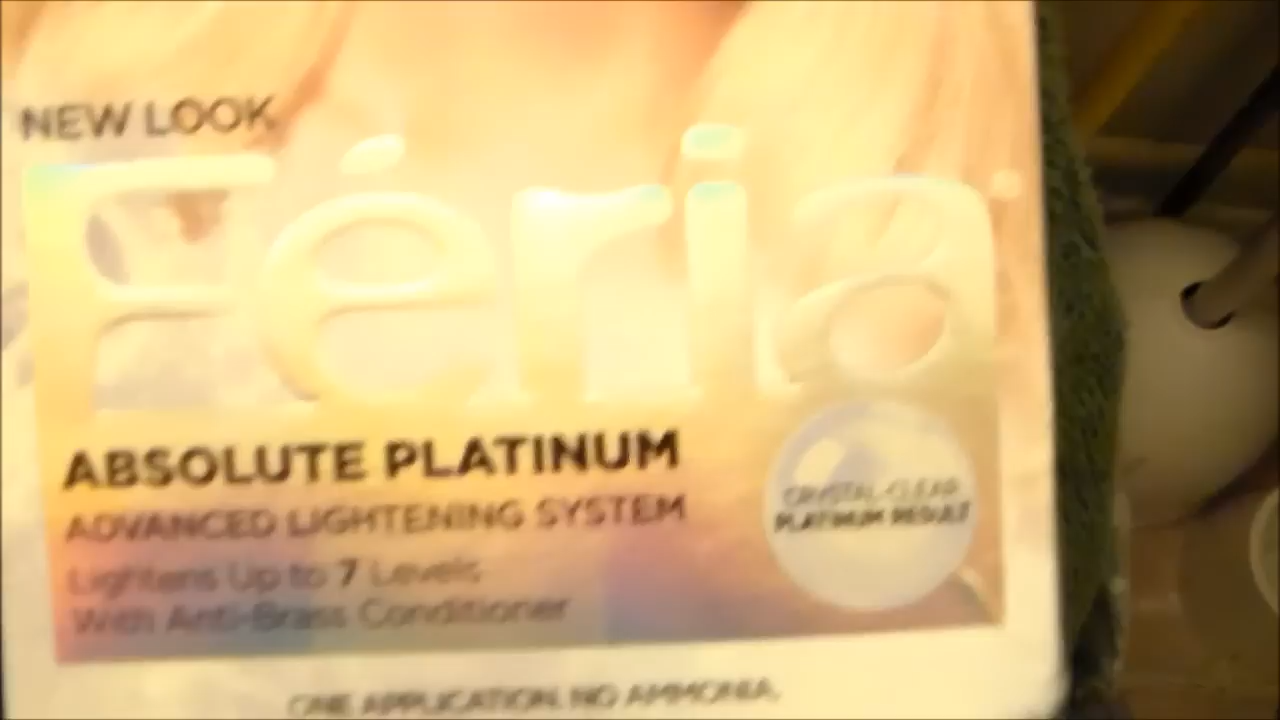 NEW LOOK
Féria
ABSOLUTE PLATINUM
ADVANCED LIGHTENING SYSTEM
Lightens Up to 7 Levels
With Anti-Brass Conditioner
CRYSTAL-CLEAR
PLATINUM RESULT
ONE APPLICATION. NO AMMONIA.